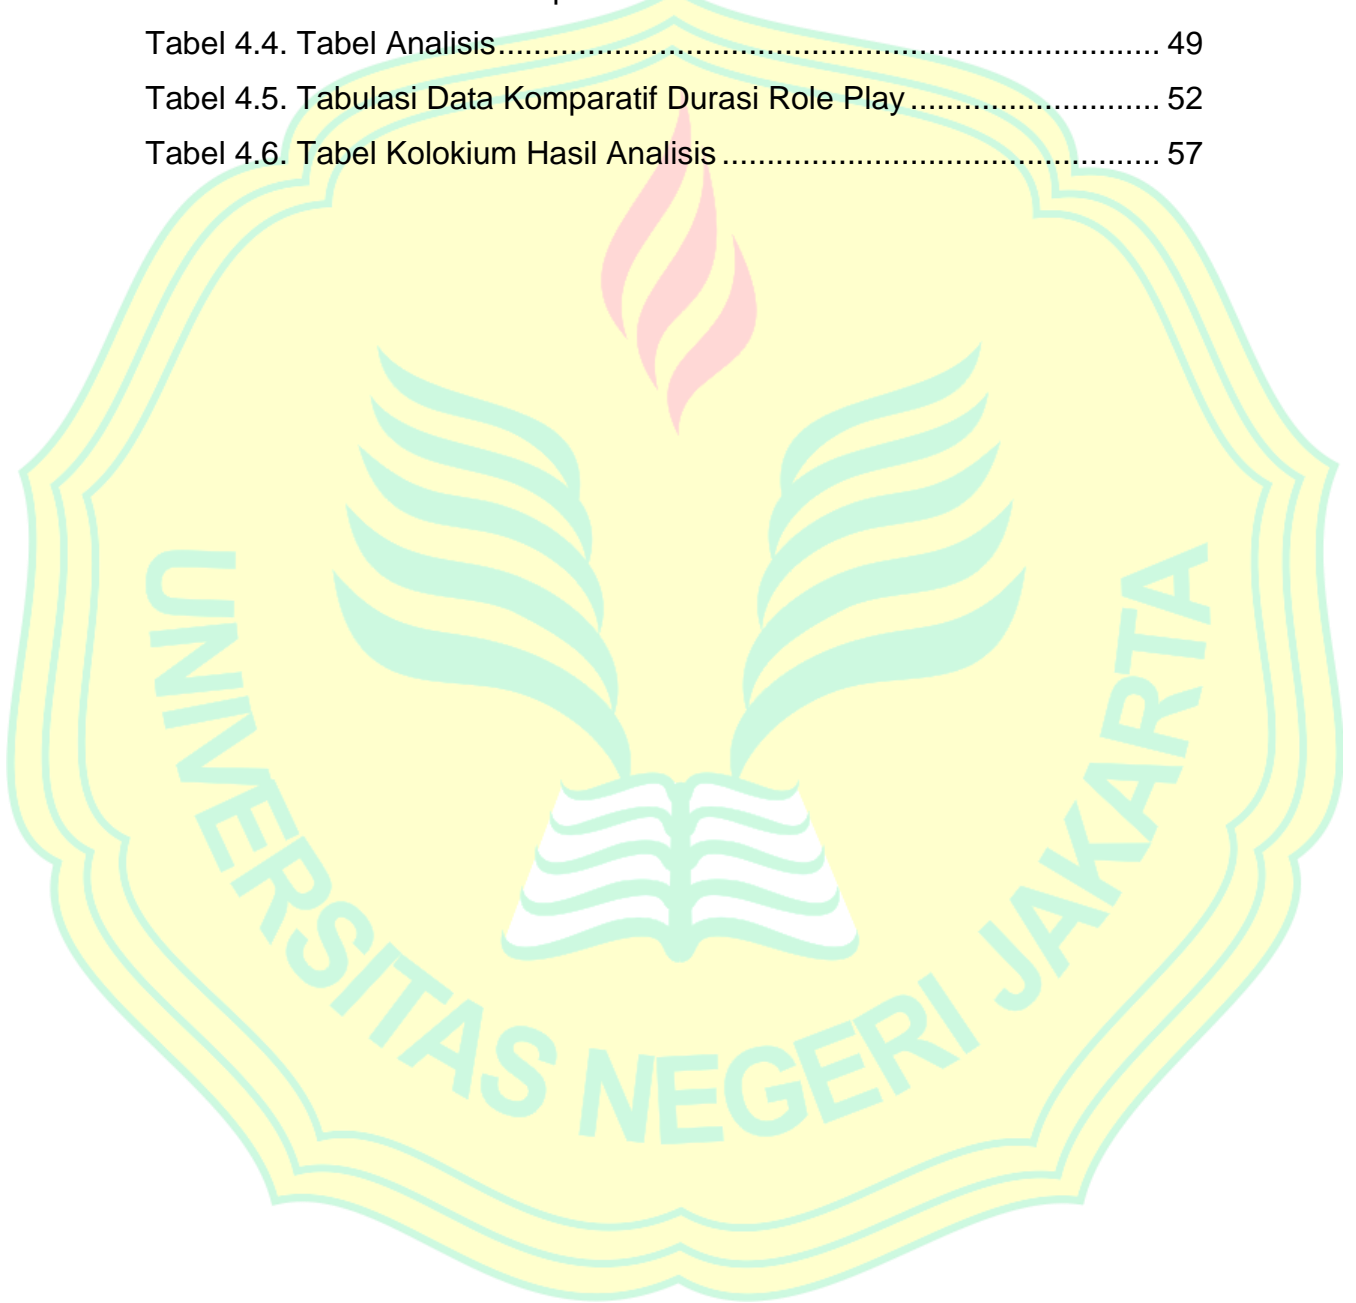 Tabel 4.4. Tabel Analisis.......................................................................... 49
Tabel 4.5. Tabulasi Data Komparatif Durasi Role Play............................ 52
Tabel 4.6. Tabel Kolokium Hasil Analisis................................................. 57
UNIVERSITAS NEGERI JAKARTA